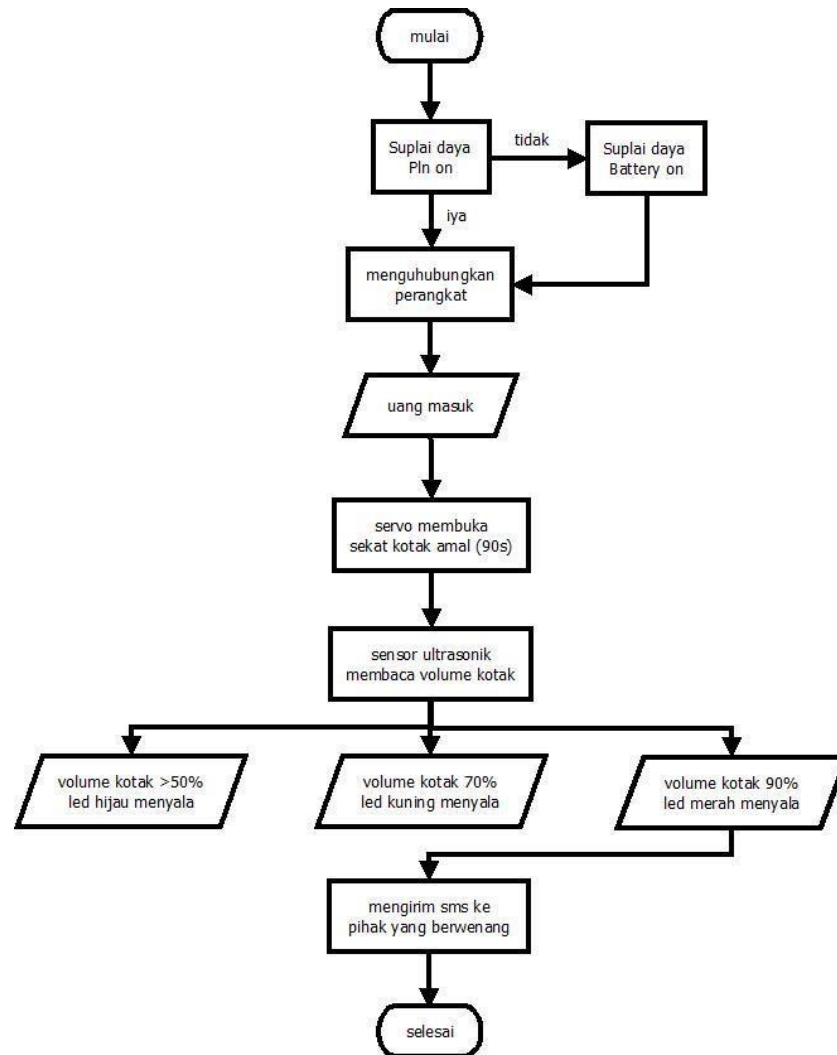 mulai
Suplai daya
Pln on
tidak
Suplai daya
Battery on
iya
menguhubungkan
perangkat
uang masuk
servo membuka
sekat kotak amal (90s)
sensor ultrasonik
membaca volume kotak
volume kotak >50%
led hijau menyala
volume kotak 70%
led kuning menyala
volume kotak 90%
led merah menyala
mengirim sms ke
pihak yang berwenang
selesai